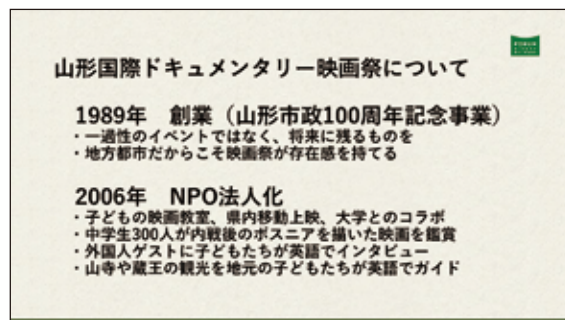 山形国際ドキュメンタリー映画祭について
1989年 創業（山形市政100周年記念事業）
・一過性のイベントではなく、将来に残るものを
・地方都市だからこそ映画祭が存在感を持てる
2006年 NPO法人化
・子どもの映画教室、県内移動上映、大学とのコラボ
・中学生300人が内戦後のボスニアを描いた映画を鑑賞
・外国人ゲストに子どもたちが英語でインタビュー
・山寺や蔵王の観光を地元の子どもたちが英語でガイド